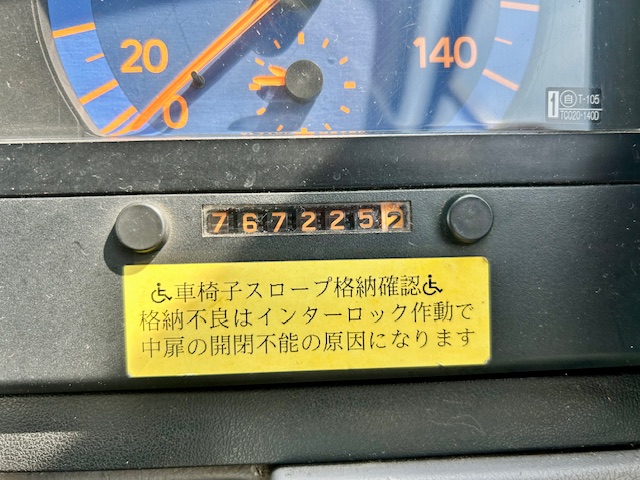 20
0
140
1 自 T-105
TCO20-140D
7672252
♿車椅子スロープ格納確認♿
格納不良はインターロック作動で
中扉の開閉不能の原因になります